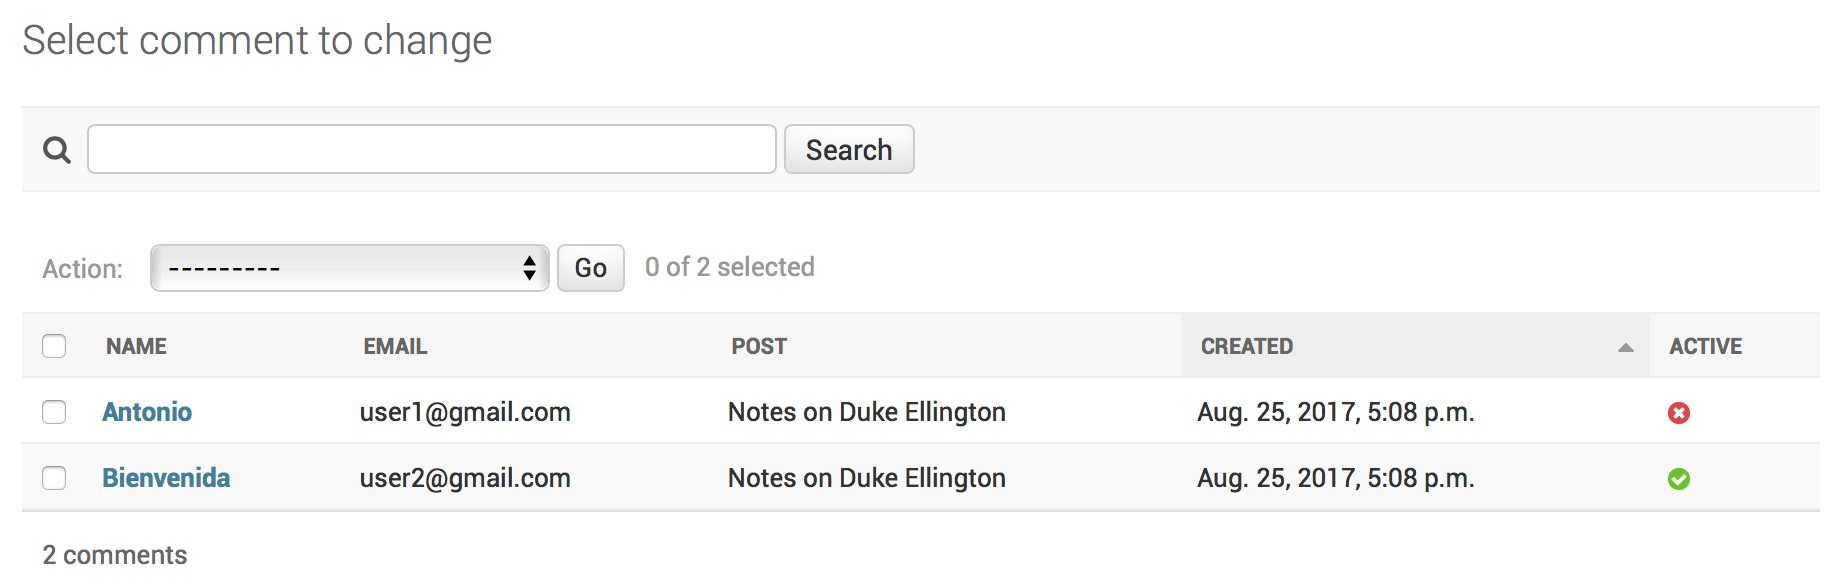 Select comment to change
Search
Action: --------- Go 0 of 2 selected
NAME EMAIL POST CREATED ACTIVE
Antonio user1@gmail.com Notes on Duke Ellington Aug. 25, 2017, 5:08 p.m.
Bienvenida user2@gmail.com Notes on Duke Ellington Aug. 25, 2017, 5:08 p.m.
2 comments